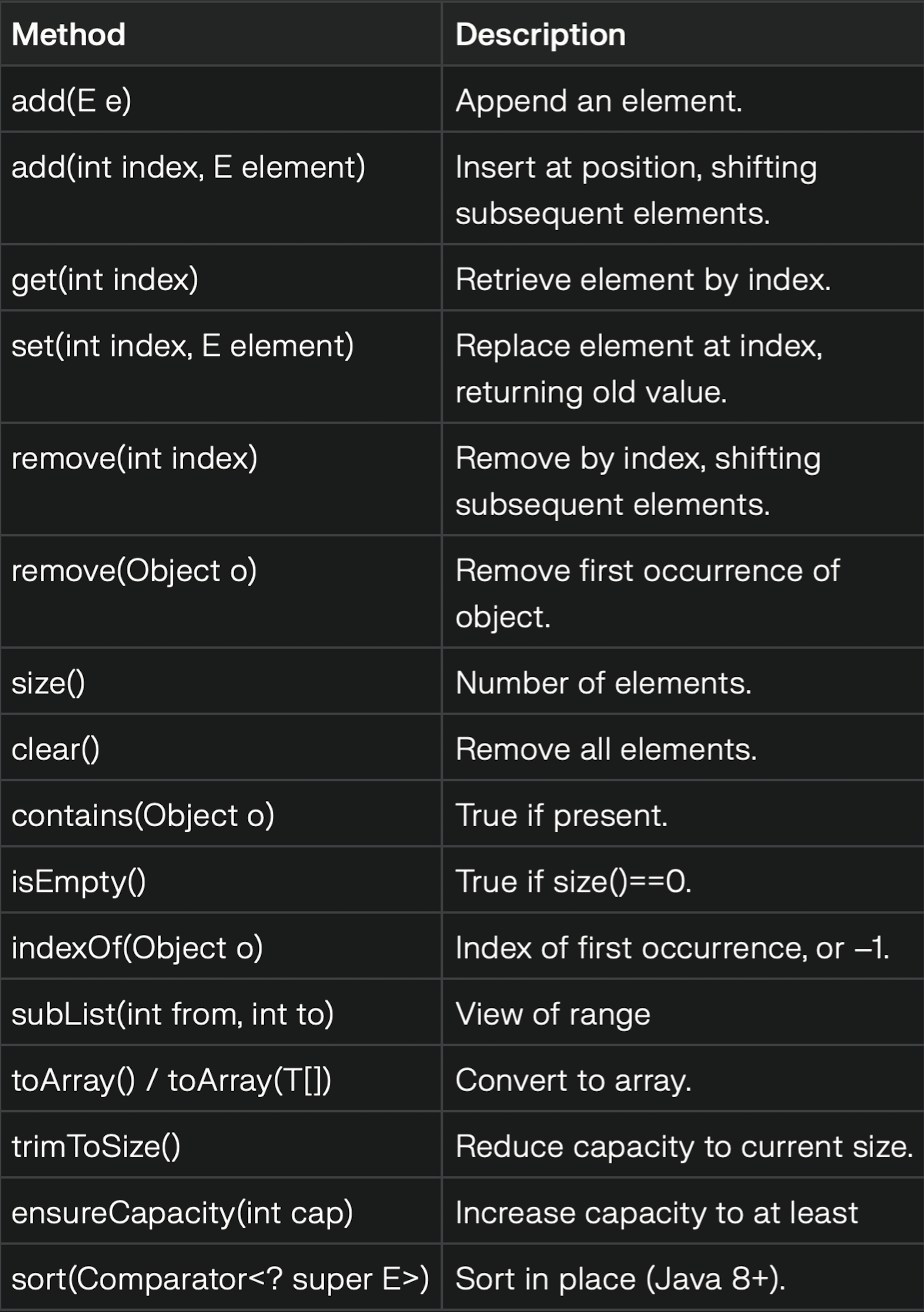 Method Description
add(E e) Append an element.
add(int index, E element) Insert at position, shifting
subsequent elements.
get(int index) Retrieve element by index.
set(int index, E element) Replace element at index,
returning old value.
remove(int index) Remove by index, shifting
subsequent elements.
remove(Object o) Remove first occurrence of
object.
size() Number of elements.
clear() Remove all elements.
contains(Object o) True if present.
isEmpty() True if size()==0.
indexOf(Object o) Index of first occurrence, or –1.
subList(int from, int to) View of range
toArray() / toArray(T[]) Convert to array.
trimToSize() Reduce capacity to current size.
ensureCapacity(int cap) Increase capacity to at least
sort(Comparator<? super E>) Sort in place (Java 8+).